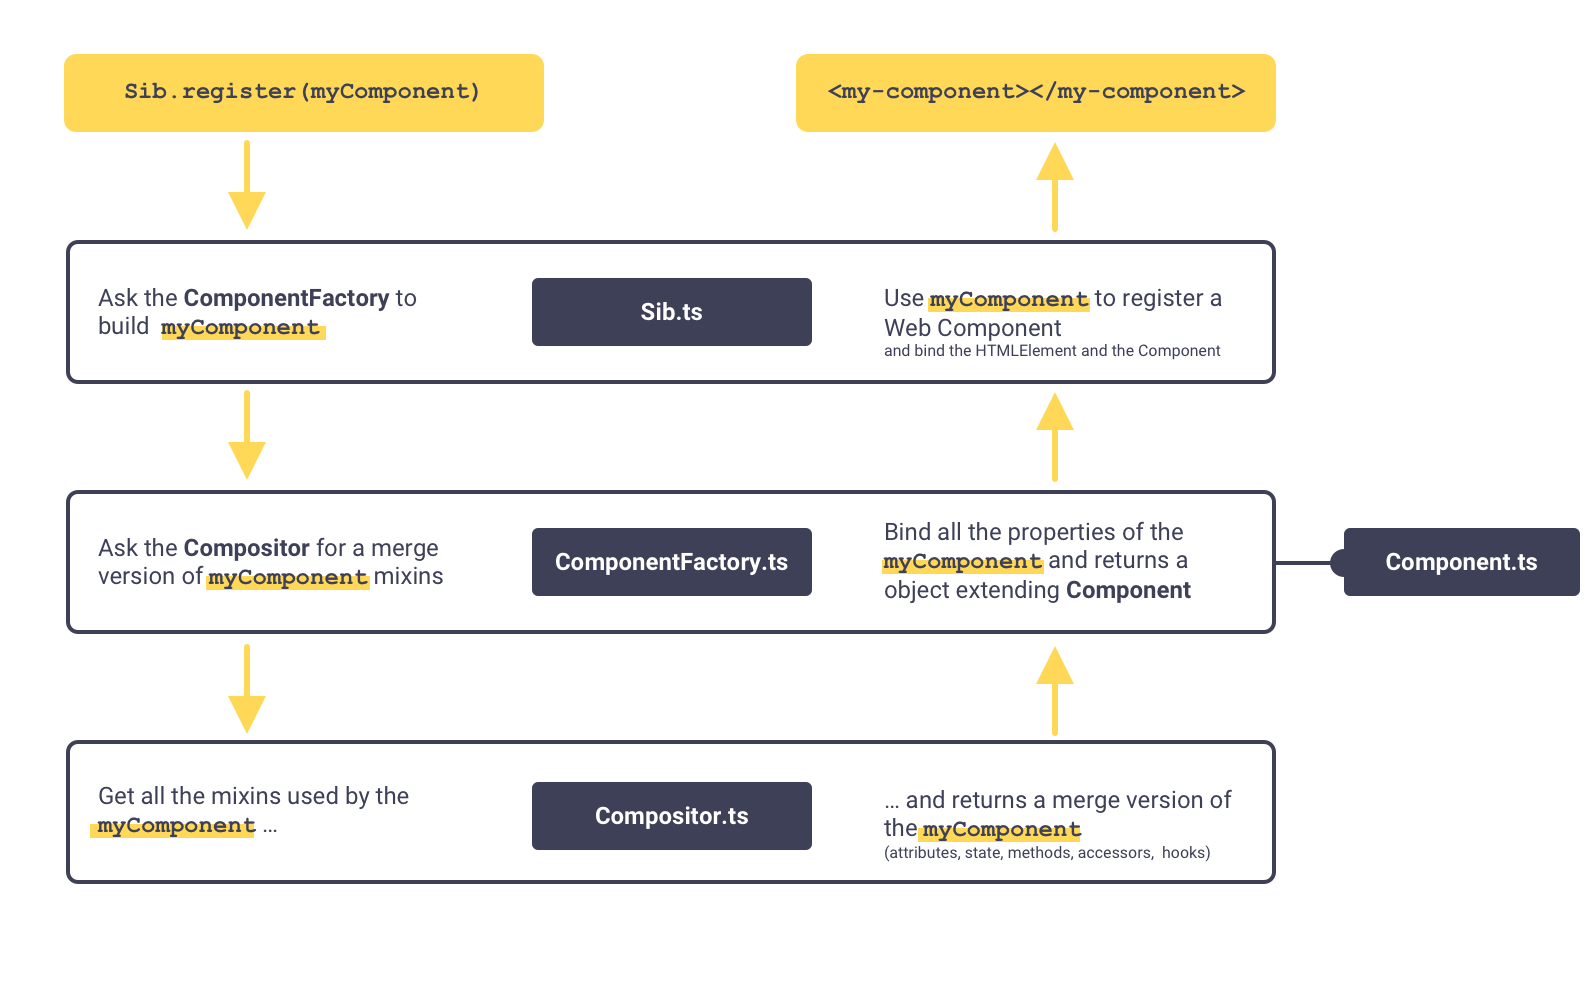 Sib.register(myComponent)
<my-component></my-component>
Ask the ComponentFactory to
build myComponent
Sib.ts
Use myComponent to register a
Web Component
and bind the HTMLElement and the Component
Ask the Compositor for a merge
version of myComponent mixins
ComponentFactory.ts
Bind all the properties of the
myComponent and returns a
object extending Component
Component.ts
Get all the mixins used by the
myComponent ...
Compositor.ts
... and returns a merge version of
the myComponent
(attributes, state, methods, accessors, hooks)